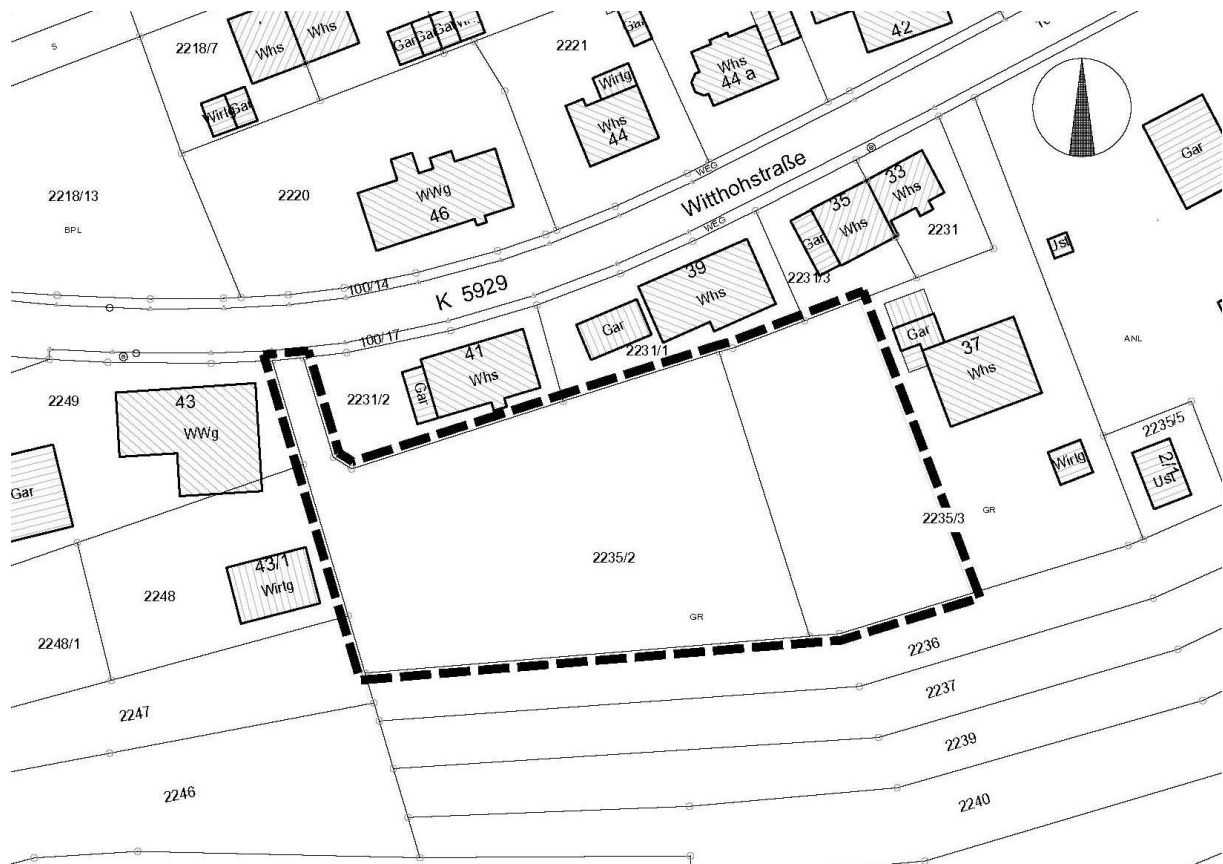 s
2218/7
Whs
Whs
Gar
Ga
Ga
Gar
2221
42
Whs
44 a
Wirtg
Gar
Wirtg
Whs
44
Gar
2218/13
BPL
2220
WWg
46
WEG
Witthohstraße
WEG
33
Whs
35
Whs
Gar
2231
Ust
100/14
K 5929
39
Whs
2231/3
Gar
2231/1
100/17
41
Whs
Gar
Gar
37
Whs
ANL
2249
43
WWg
2231/2
2235/5
2/1
Ust
Wirtg
Gar
2235/3
GR
43/1
Wirtg
2235/2
2248
GR
2248/1
2236
2237
2247
2239
2246
2240